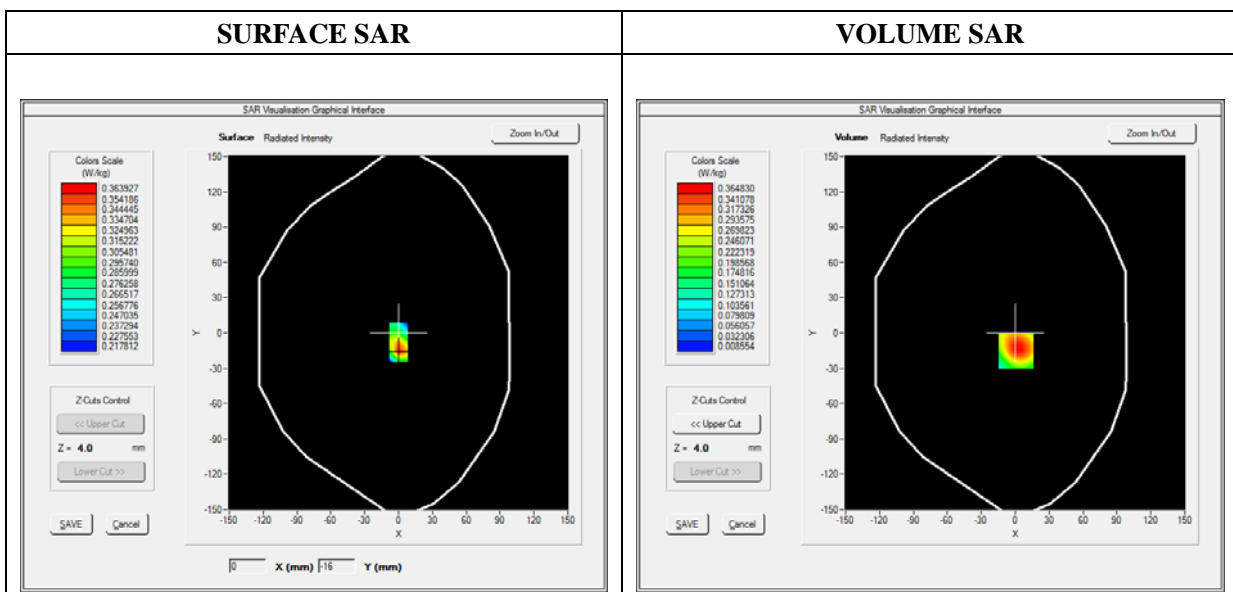 SURFACE SAR
VOLUME SAR
SAR Visualisation Graphical Interface
Surface Radiated Intensity
Zoom In/Out
Colors Scale
(W/kg)
0.363927
0.354186
0.344445
0.334704
0.324963
0.315222
0.305481
0.295740
0.285999
0.276258
0.266517
0.256776
0.247035
0.237294
0.227553
0.217812
150
120
90
60
30
0
-30
-60
-90
-120
-150
Y
-150 -120 -90 -60 -30 0 30 60 90 120 150
X
Z-Cuts Control
<< Upper Cut
Z = 4.0 mm
Lower Cut >>
SAVE Cancel
0 X (mm) -16 Y (mm)
SAR Visualisation Graphical Interface
Volume Radiated Intensity
Zoom In/Out
Colors Scale
(W/kg)
0.364830
0.341078
0.317326
0.293575
0.269823
0.246071
0.222319
0.198568
0.174816
0.151064
0.127313
0.103561
0.079809
0.056057
0.032306
0.008554
150
120
90
60
30
0
-30
-60
-90
-120
-150
Y
-150 -120 -90 -60 -30 0 30 60 90 120 150
X
Z-Cuts Control
<< Upper Cut
Z = 4.0 mm
Lower Cut >>
SAVE Cancel